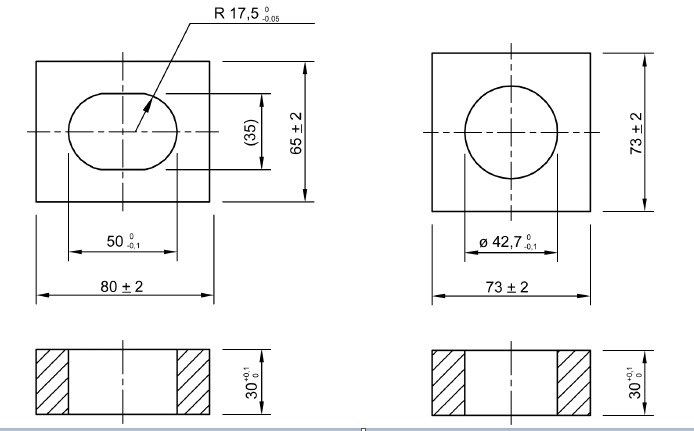 R 17,5 0 -0,05
(35)
65 ± 2
50 0 -0,1
80 ± 2
30 +0,1 0
73 ± 2
ø 42,7 0 -0,1
73 ± 2
30 +0,1 0